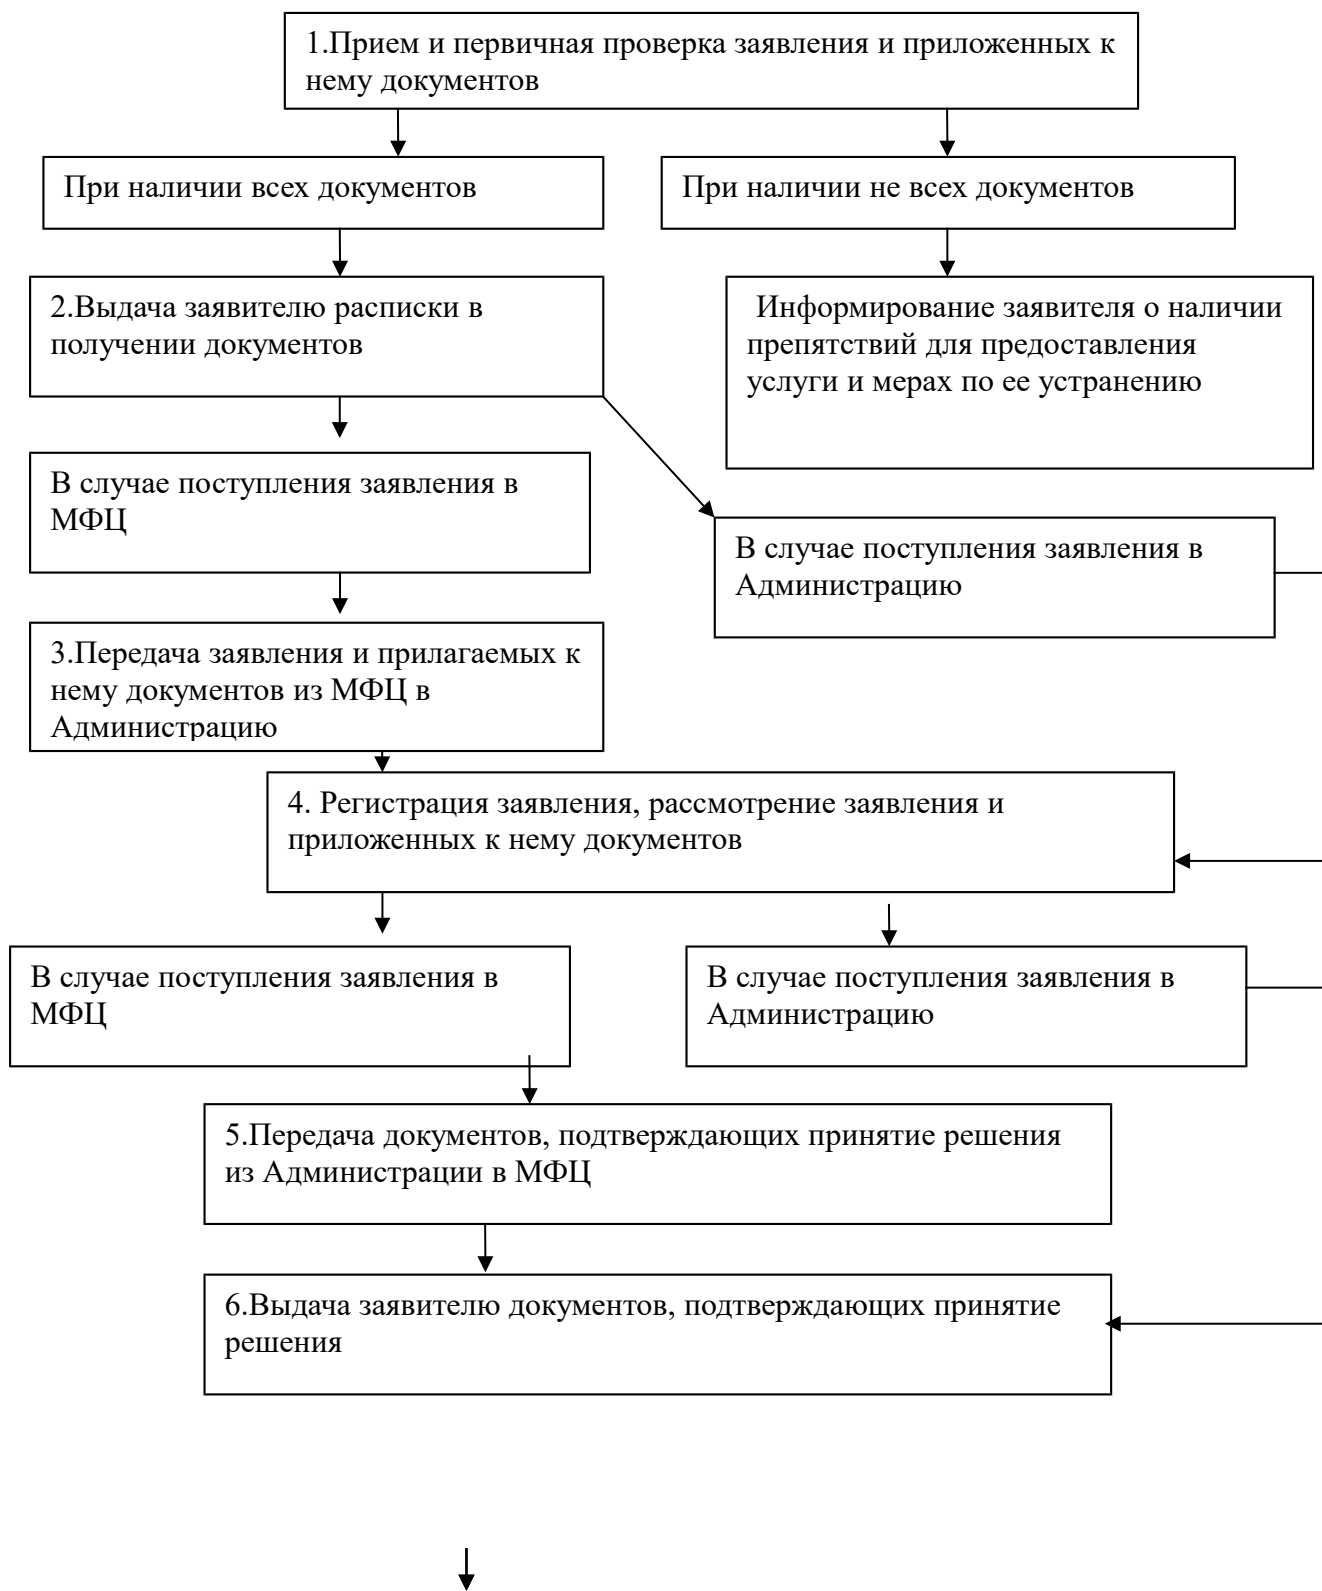 1.Прием и первичная проверка заявления и приложенных к
нему документов
При наличии всех документов
При наличии не всех документов
2.Выдача заявителю расписки в
получении документов
Информирование заявителя о наличии
препятствий для предоставления
услуги и мерах по ее устранению
В случае поступления заявления в
МФЦ
В случае поступления заявления в
Администрацию
3.Передача заявления и прилагаемых к
нему документов из МФЦ в
Администрацию
4. Регистрация заявления, рассмотрение заявления и
приложенных к нему документов
В случае поступления заявления в
МФЦ
В случае поступления заявления в
Администрацию
5.Передача документов, подтверждающих принятие решения
из Администрации в МФЦ
6.Выдача заявителю документов, подтверждающих принятие
решения